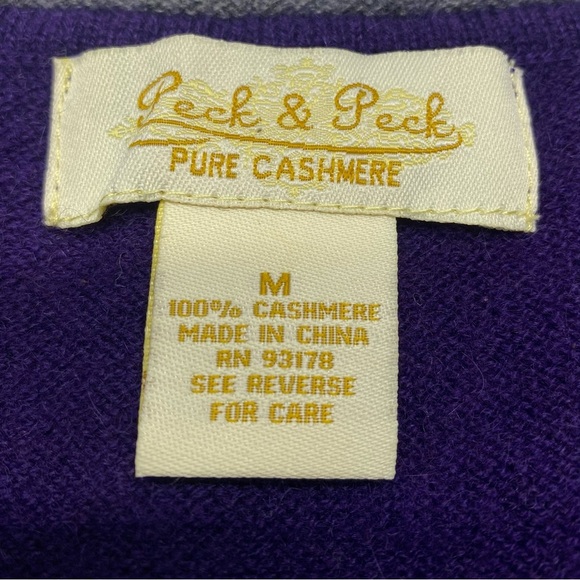 Peck & Peck
PURE CASHMERE
M
100% CASHMERE
MADE IN CHINA
RN 93178
SEE REVERSE
FOR CARE